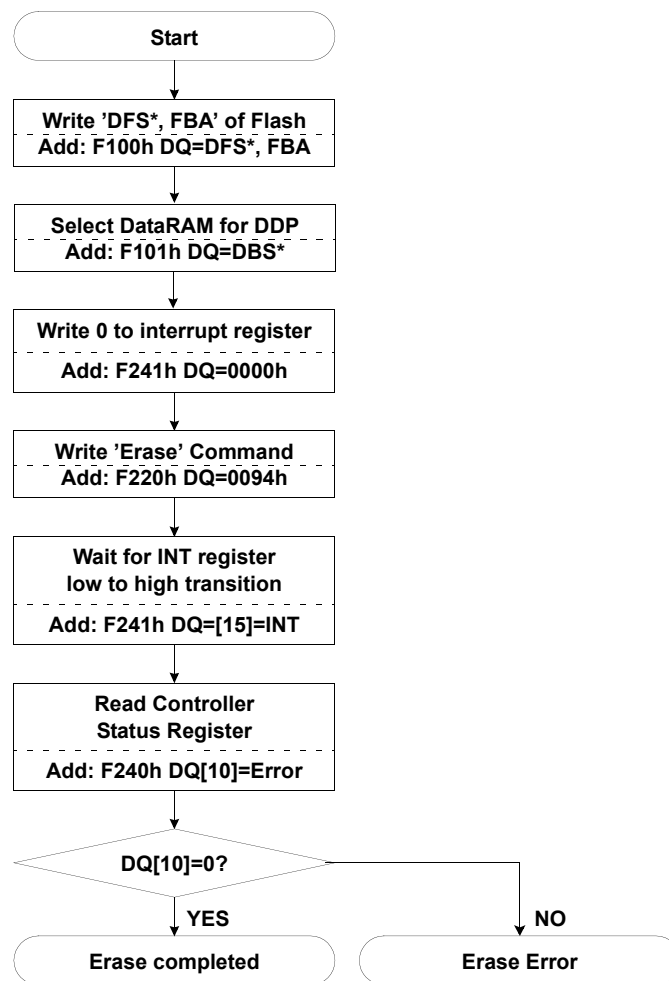 Start
Write ’DFS*, FBA’ of Flash
Add: F100h DQ=DFS*, FBA
Select DataRAM for DDP
Add: F101h DQ=DBS*
Write 0 to interrupt register
Add: F241h DQ=0000h
Write ’Erase’ Command
Add: F220h DQ=0094h
Wait for INT register
low to high transition
Add: F241h DQ=[15]=INT
Read Controller
Status Register
Add: F240h DQ[10]=Error
DQ[10]=0?
YES
NO
Erase completed
Erase Error